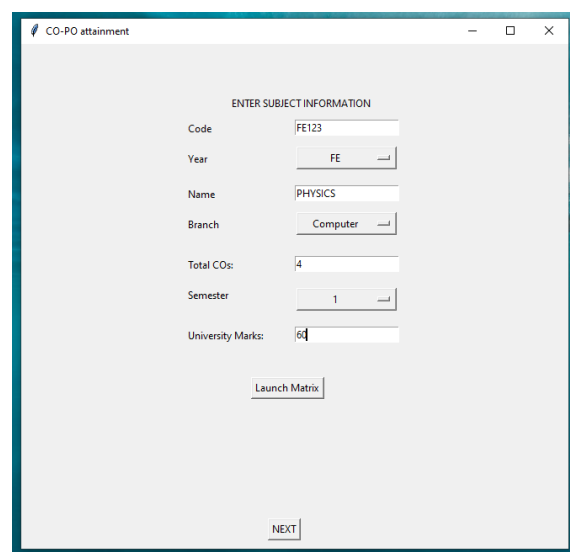 CO-PO attainment
ENTER SUBJECT INFORMATION
Code FE123
Year FE
Name PHYSICS
Branch Computer
Total COs: 4
Semester 1
University Marks: 60
Launch Matrix
NEXT